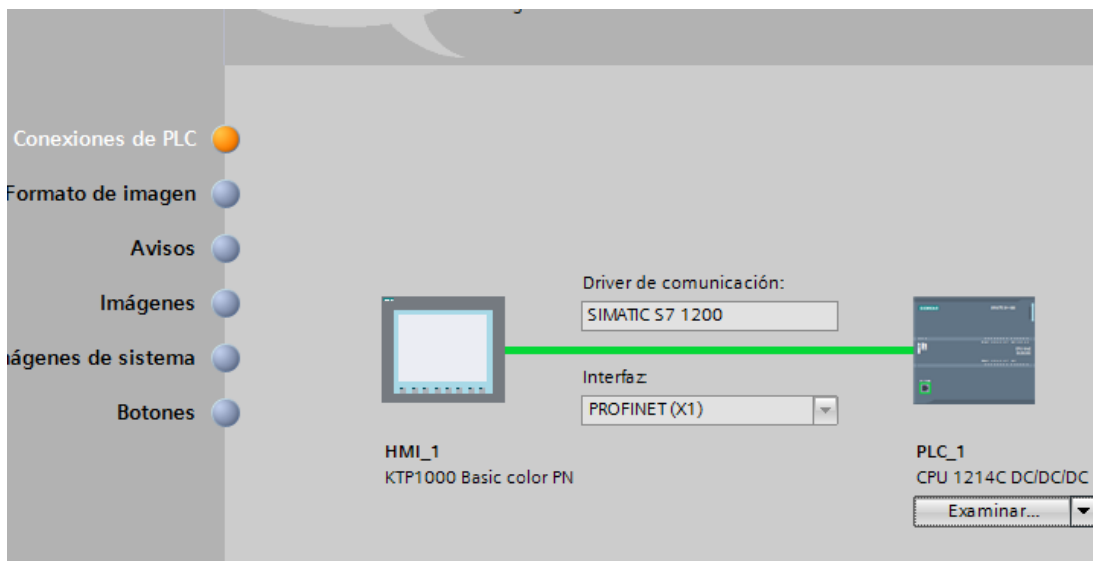 Conexiones de PLC
Formato de imagen
Avisos
Imágenes
ágenes de sistema
Botones
Driver de comunicación:
SIMATIC S7 1200
Interfaz:
PROFINET (X1)
HMI_1
KTP1000 Basic color PN
PLC_1
CPU 1214C DC/DC/DC
Examinar...